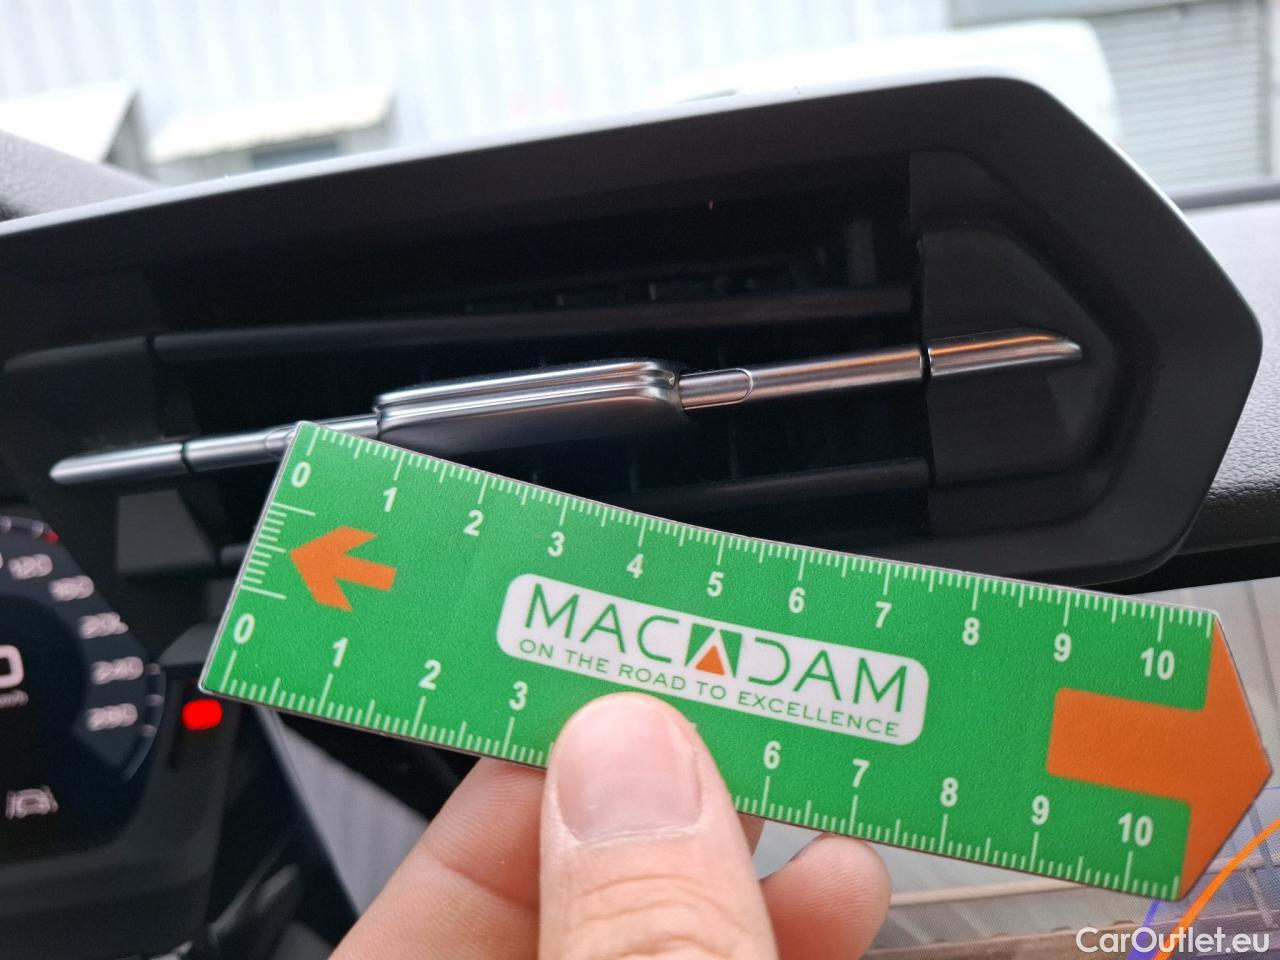 0 1 2 3 4 5 6 7 8 9 10
MACADAM
ON THE ROAD TO EXCELLENCE
0 1 2 3 6 7 8 9 10
CarOutlet.eu